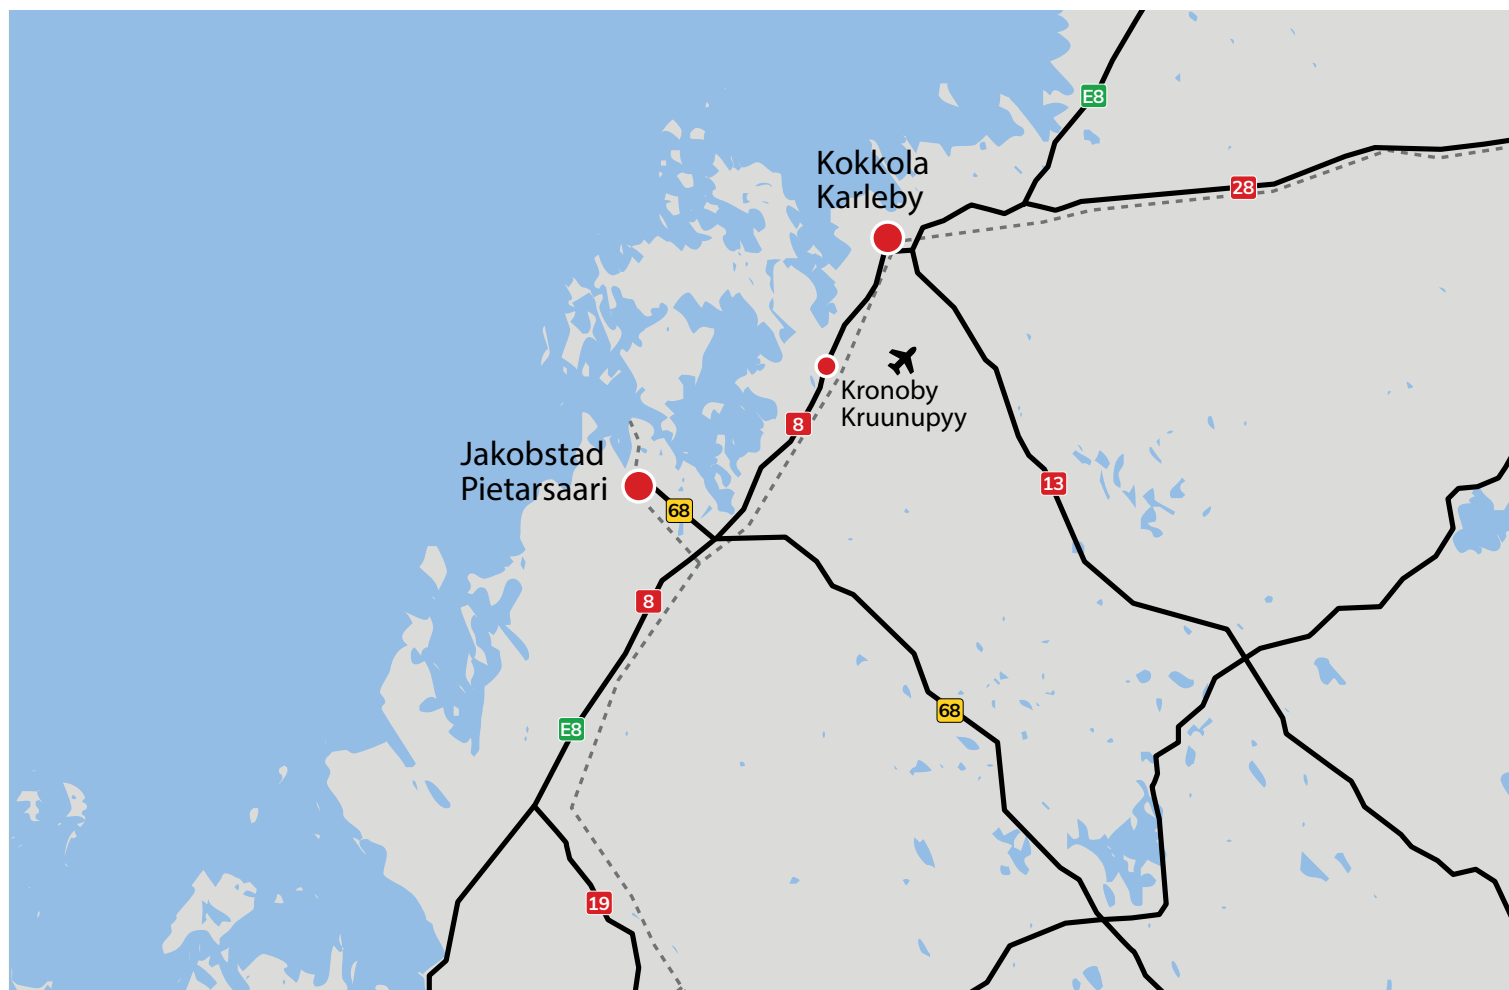 E8
Kokkola
Karleby
28
Kronoby
Kruunupyy
8
Jakobstad
Pietarsaari
68
13
8
68
E8
19